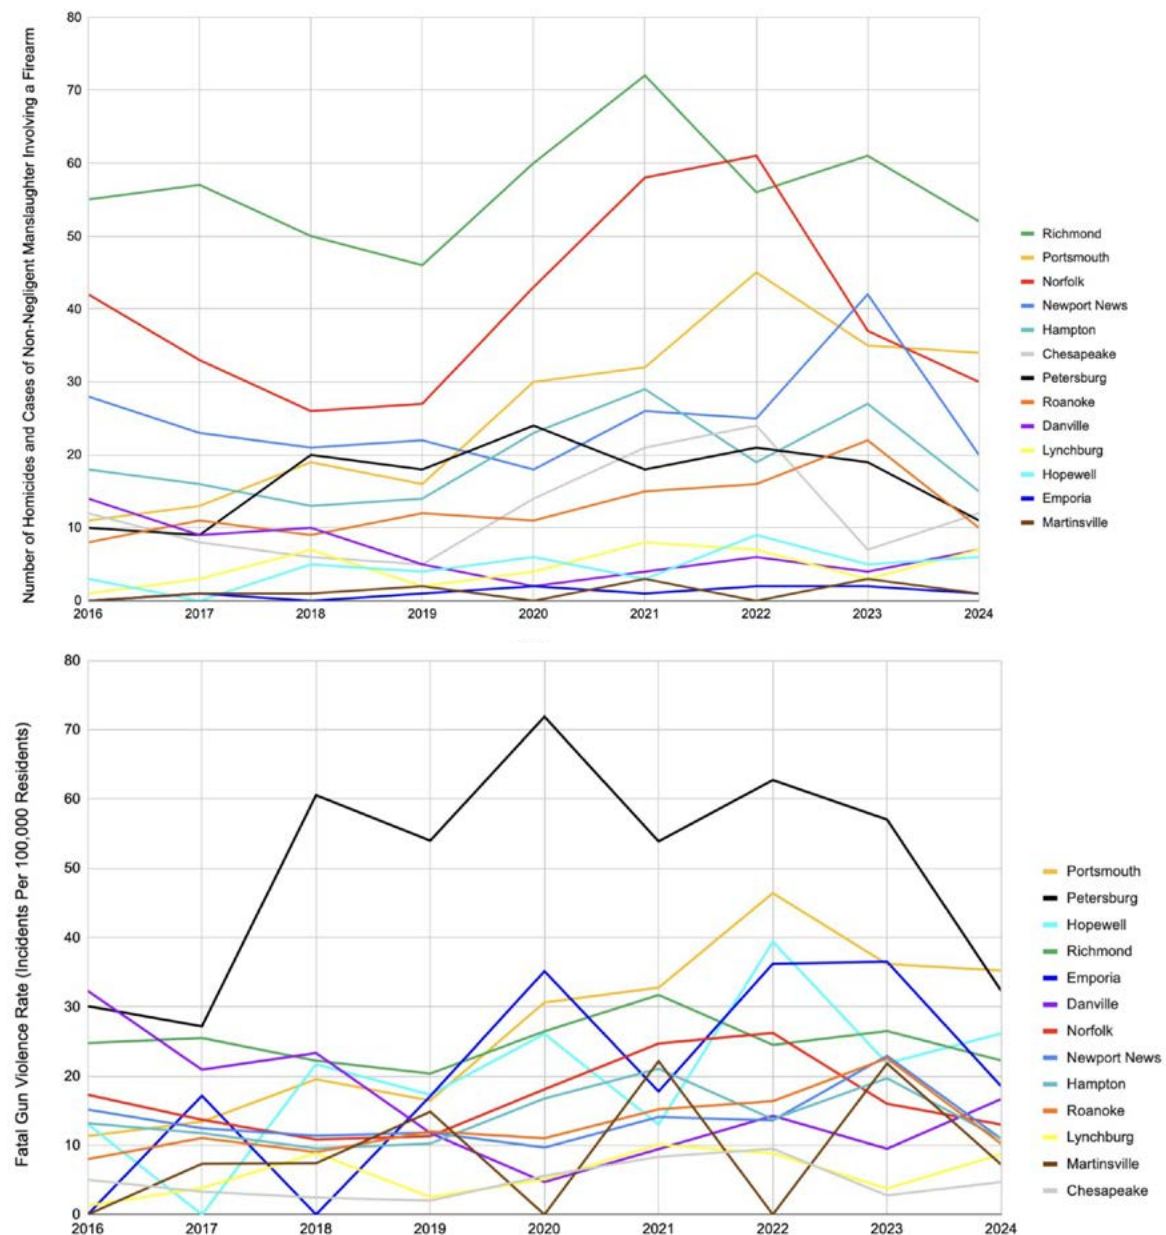 Number of Homicides and Cases of Non-Negligent Manslaughter Involving a Firearm
80
70
60
50
40
30
20
10
0
2016
2017
2018
2019
2020
2021
2022
2023
2024
Richmond
Portsmouth
Norfolk
Newport News
Hampton
Chesapeake
Petersburg
Roanoke
Danville
Lynchburg
Hopewell
Emporia
Martinsville
Fatal Gun Violence Rate (Incidents Per 100,000 Residents)
80
70
60
50
40
30
20
10
0
2016
2017
2018
2019
2020
2021
2022
2023
2024
Portsmouth
Petersburg
Hopewell
Richmond
Emporia
Danville
Norfolk
Newport News
Hampton
Roanoke
Lynchburg
Martinsville
Chesapeake